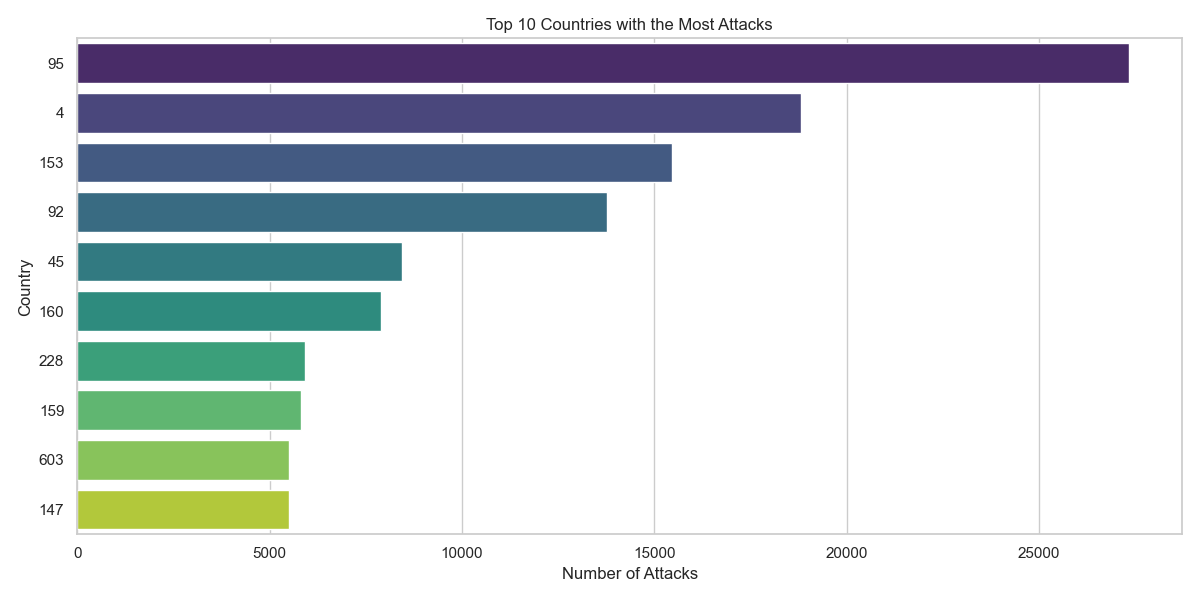 Top 10 Countries with the Most Attacks
Country
95
4
153
92
45
160
228
159
603
147
0 5000 10000 15000 20000 25000
Number of Attacks